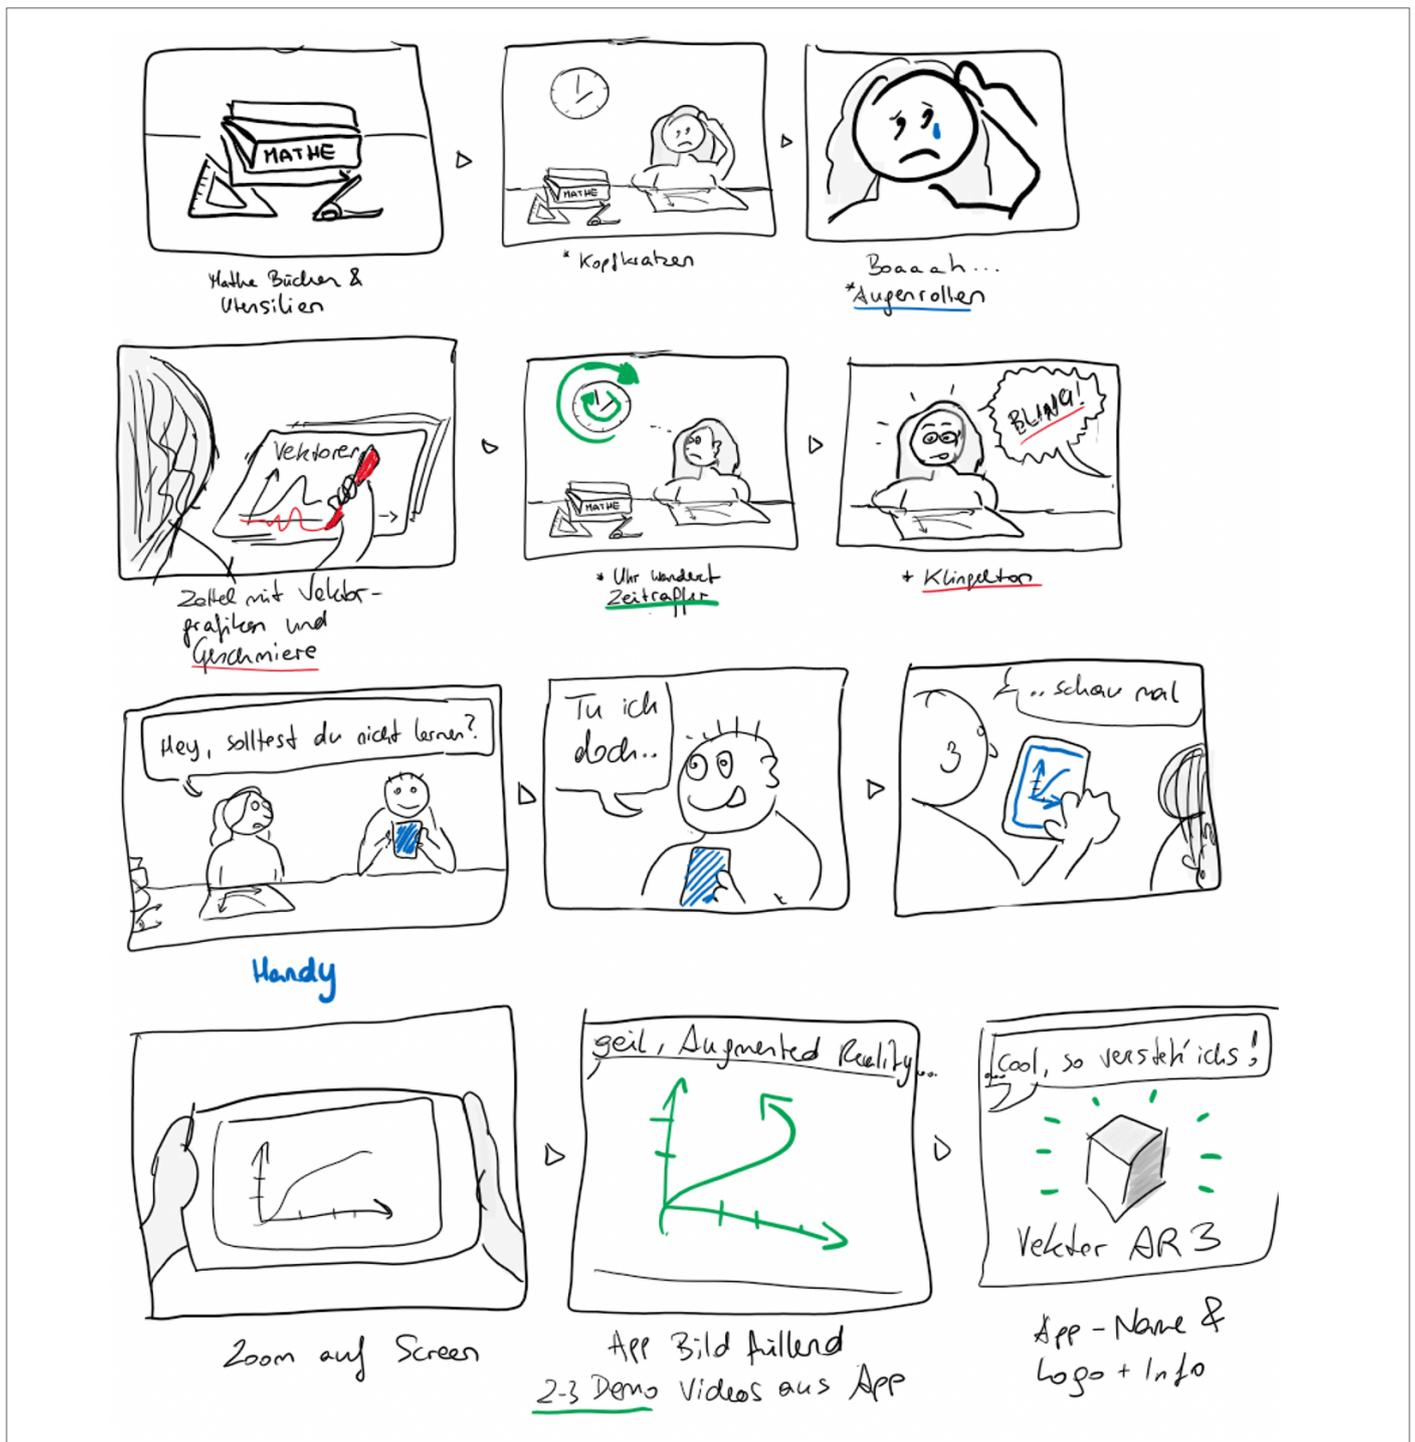 MATHE
Mathe Bücher &
Utensilien
MATHE
* Kopfkratzen
Boaaah...
*Augenrollen
Vektoren
Zettel mit Vektor-
grafiken und
Geschmiere
MATHE
* Uhr wandert
Zeitraffer
BLING!
* Klingelton
Hey, solltest du nicht lernen?
Handy
Tu ich
doch..
..schau mal
Zoom auf Screen
geil, Augmented Reality...
App Bild füllend
2-3 Demo Videos aus App
...cool, so versteh' ichs!
Vektor AR 3
App-Name &
Logo + Info